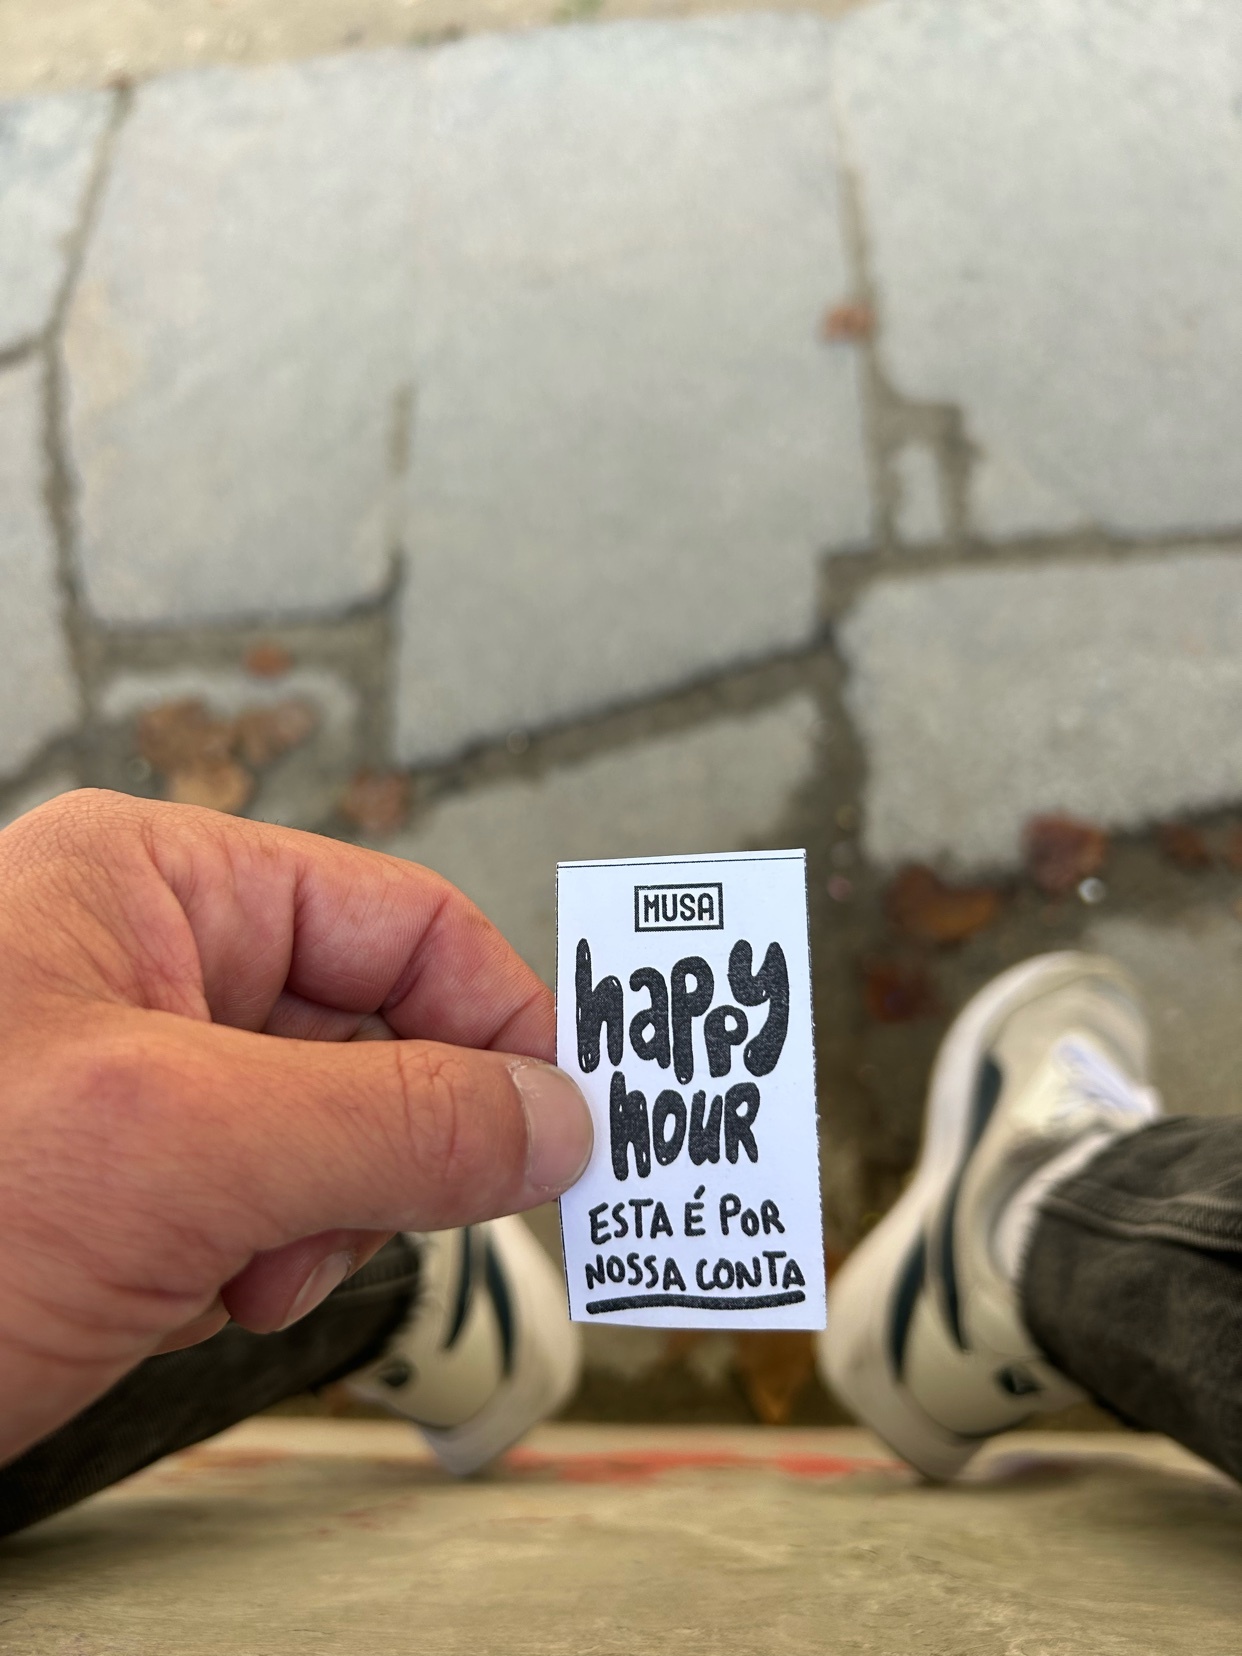 MUSA
happy
hour
ESTA É POR
NOSSA CONTA